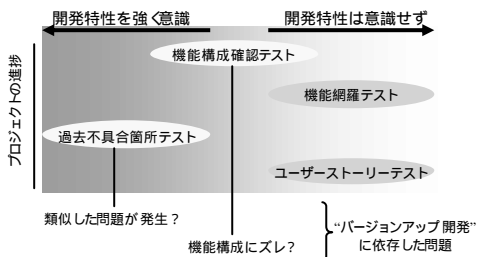 開発特性を強く意識
開発特性は意識せず
プロジェクトの進捗
機能構成確認テスト
機能網羅テスト
過去不具合箇所テスト
ユーザーストーリーテスト
類似した問題が発生？
機能構成にズレ？
“バージョンアップ開発”
に依存した問題